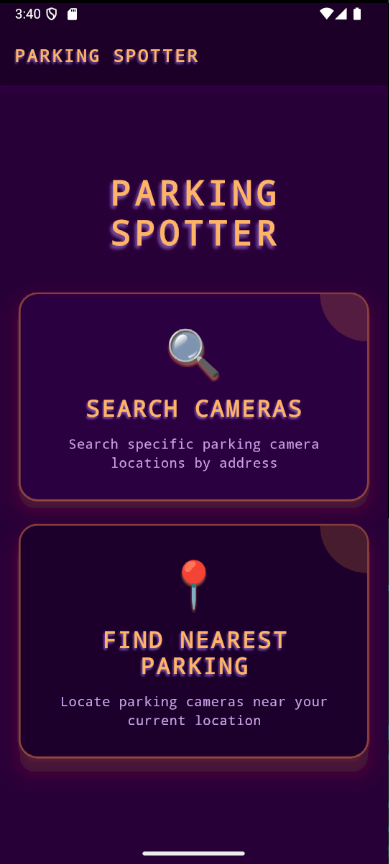 3:40
PARKING SPOTTER
PARKING
SPOTTER
SEARCH CAMERAS
Search specific parking camera
locations by address
FIND NEAREST
PARKING
Locate parking cameras near your
current location